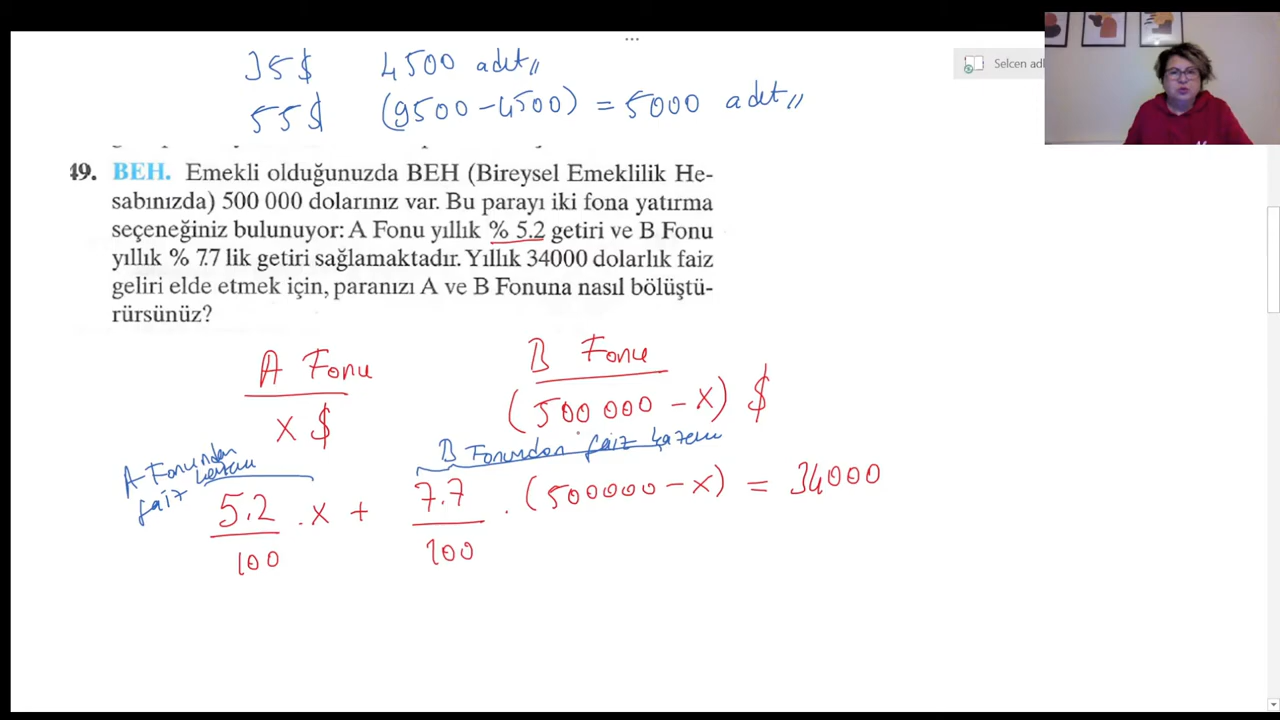 35$ 4500 adet//
55$ (9500-4500) = 5000 adet//
Selcen adl
49. BEH. Emekli olduğunuzda BEH (Bireysel Emeklilik He-
sabınızda) 500 000 dolarınız var. Bu parayı iki fona yatırma
seçeneğiniz bulunuyor: A Fonu yıllık % 5.2 getiri ve B Fonu
yıllık % 7.7 lik getiri sağlamaktadır. Yıllık 34000 dolarlık faiz
geliri elde etmek için, paranızı A ve B Fonuna nasıl bölüştü-
rürsünüz?
A Fonu B Fonu
x $ (500 000 - x) $
A Fonundan faiz B Fonundan faiz
5.2/100 . x + 7.7/100 . (500000 - x) = 34000